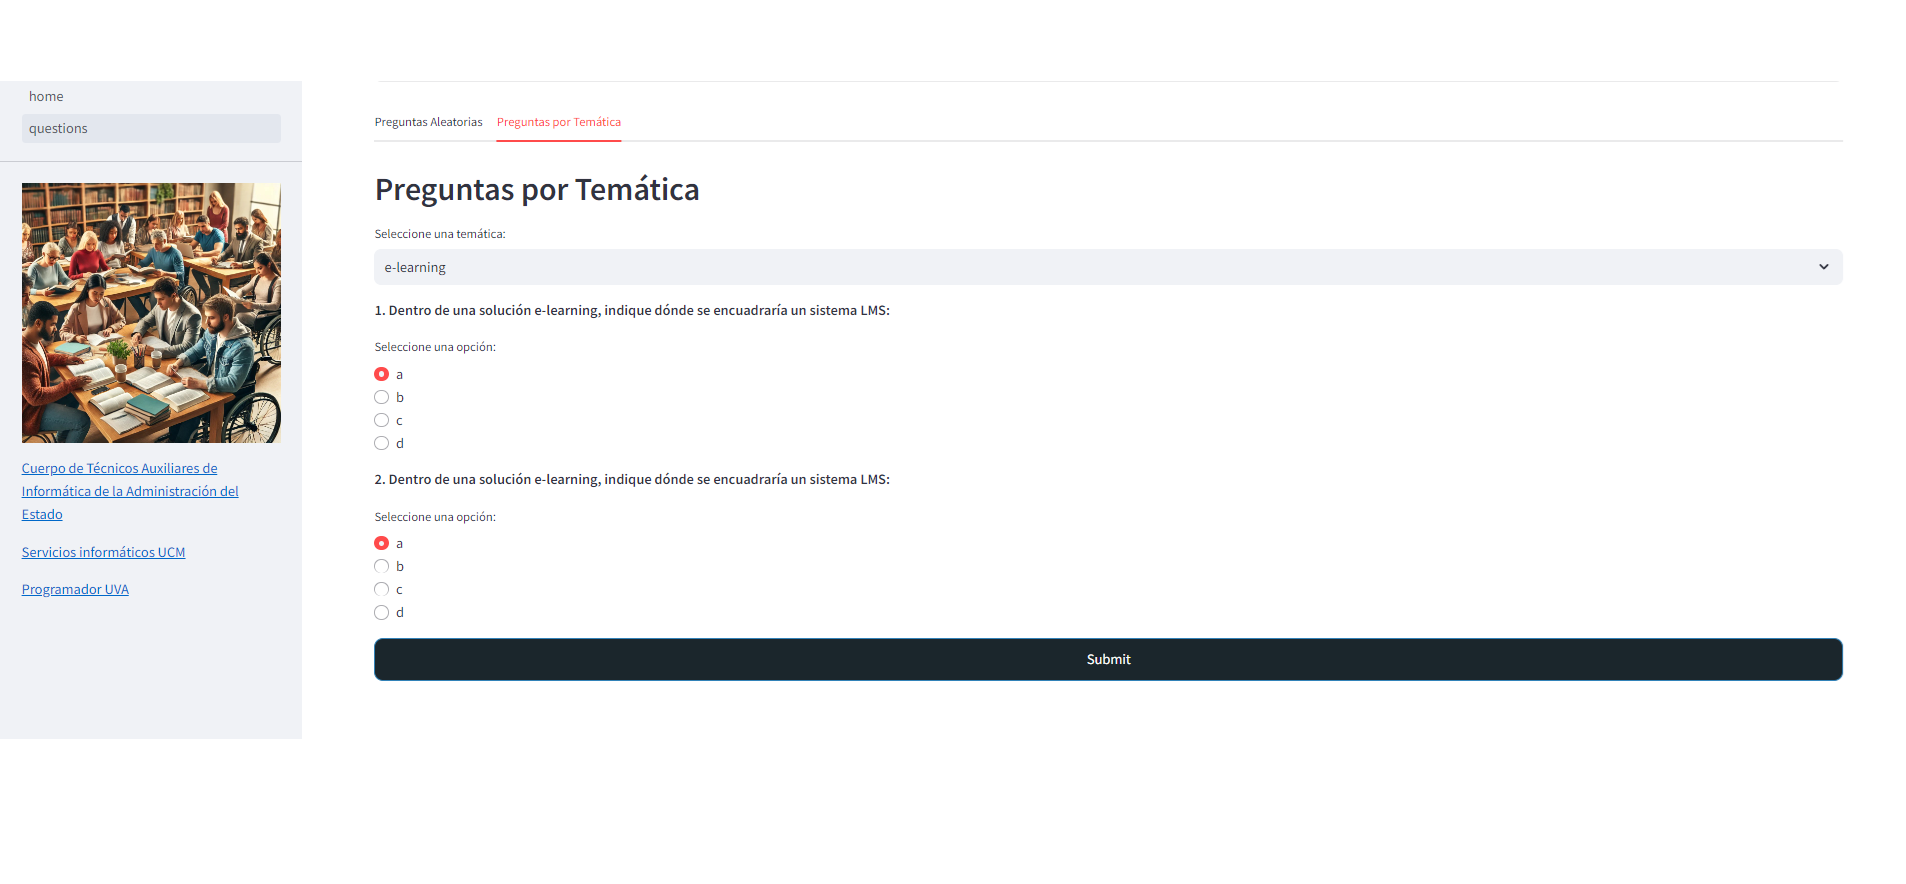 home
questions
Cuerpo de Técnicos Auxiliares de
Informática de la Administración del
Estado
Servicios informáticos UCM
Programador UVA
Preguntas Aleatorias Preguntas por Temática
Preguntas por Temática
Seleccione una temática:
e-learning
1. Dentro de una solución e-learning, indique dónde se encuadraría un sistema LMS:
Seleccione una opción:
a
b
c
d
2. Dentro de una solución e-learning, indique dónde se encuadraría un sistema LMS:
Seleccione una opción:
a
b
c
d
Submit